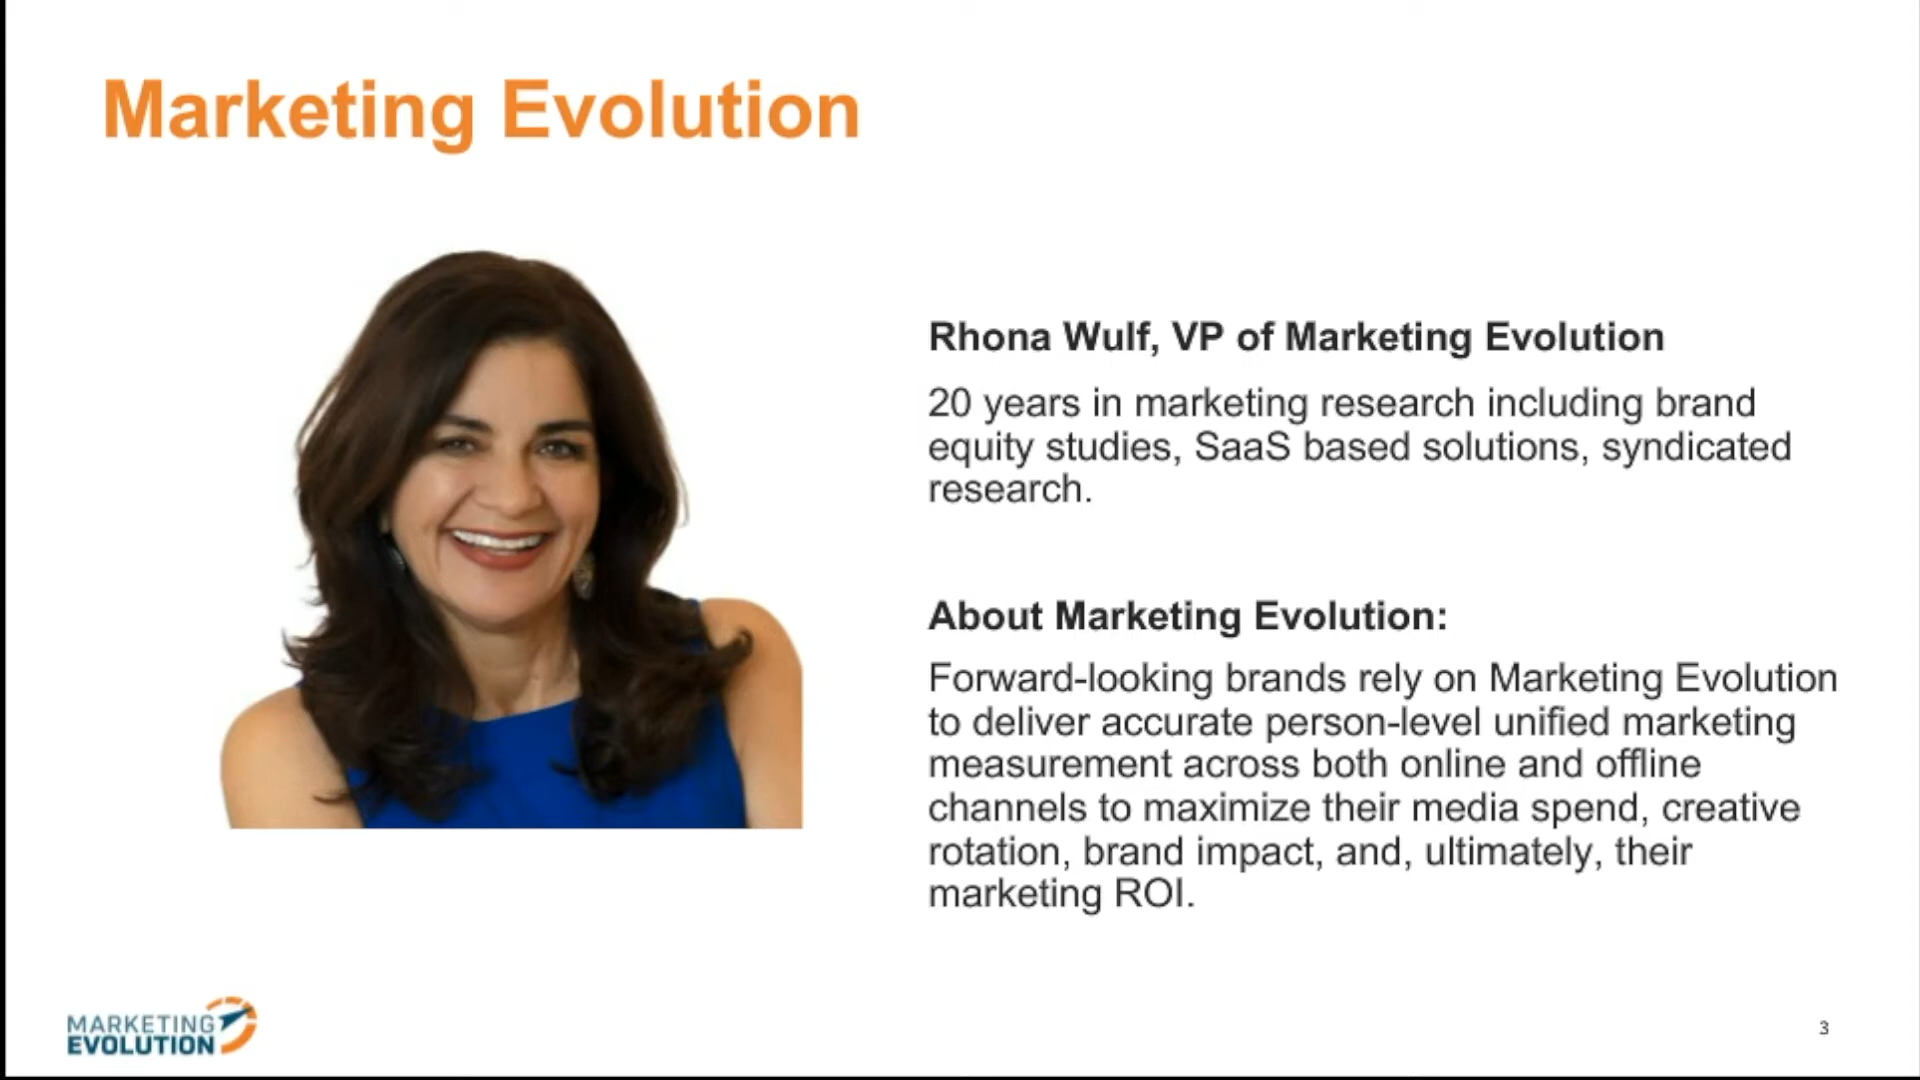 Marketing Evolution
Rhona Wulf, VP of Marketing Evolution
20 years in marketing research including brand
equity studies, SaaS based solutions, syndicated
research.
About Marketing Evolution:
Forward-looking brands rely on Marketing Evolution
to deliver accurate person-level unified marketing
measurement across both online and offline
channels to maximize their media spend, creative
rotation, brand impact, and, ultimately, their
marketing ROI.
MARKETING
EVOLUTION
3